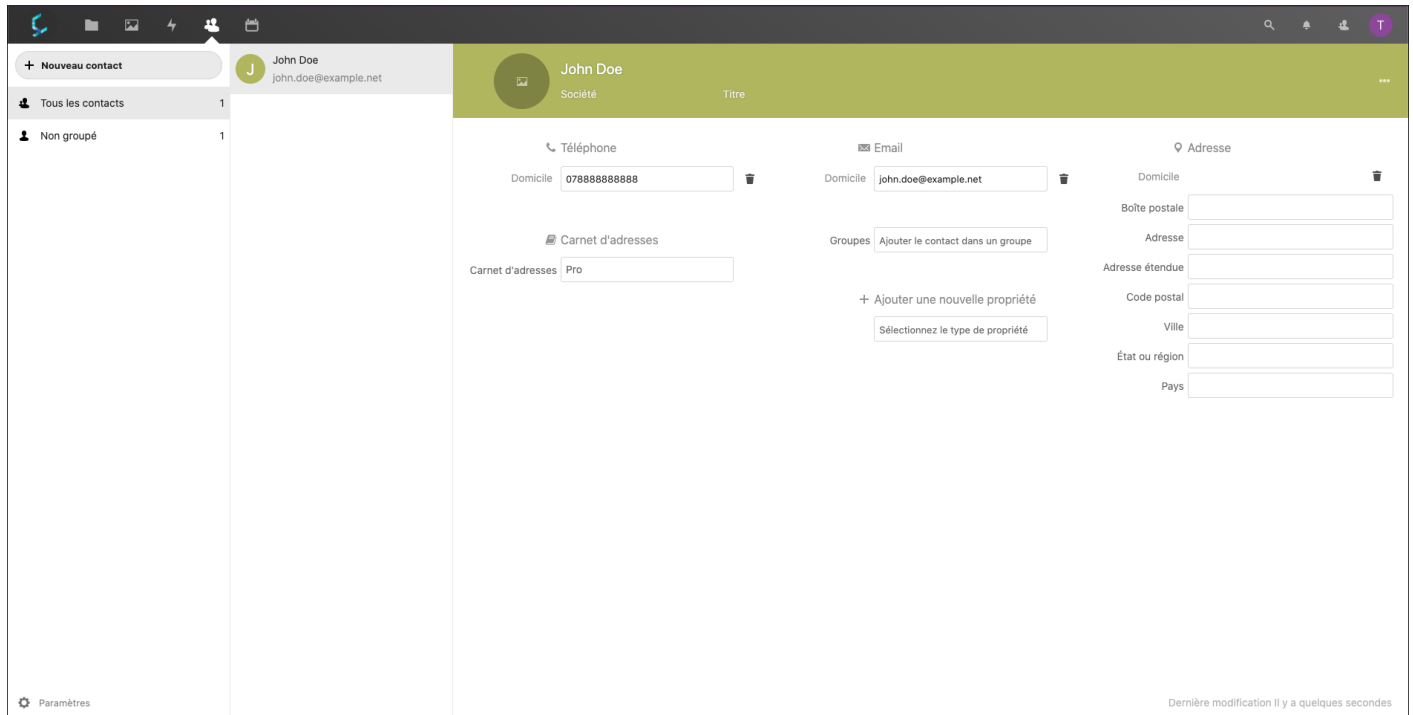 T
Nouveau contact
Tous les contacts 1
Non groupé 1
Paramètres
J
John Doe
john.doe@example.net
John Doe
Société Titre
Téléphone
Domicile 078888888888
Carnet d'adresses
Carnet d'adresses Pro
Email
Domicile john.doe@example.net
Groupes Ajouter le contact dans un groupe
Ajouter une nouvelle propriété
Sélectionnez le type de propriété
Adresse
Domicile
Boîte postale
Adresse
Adresse étendue
Code postal
Ville
État ou région
Pays
Dernière modification Il y a quelques secondes